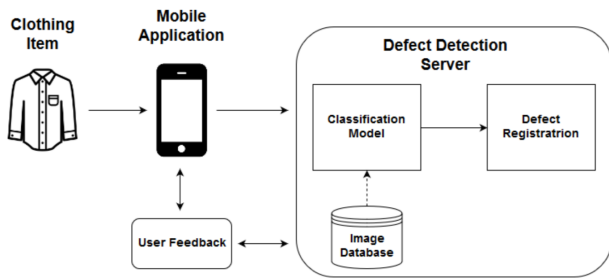 Clothing
Item
Mobile
Application
Defect Detection
Server
Classification
Model
Defect
Registratrion
User Feedback
Image
Database